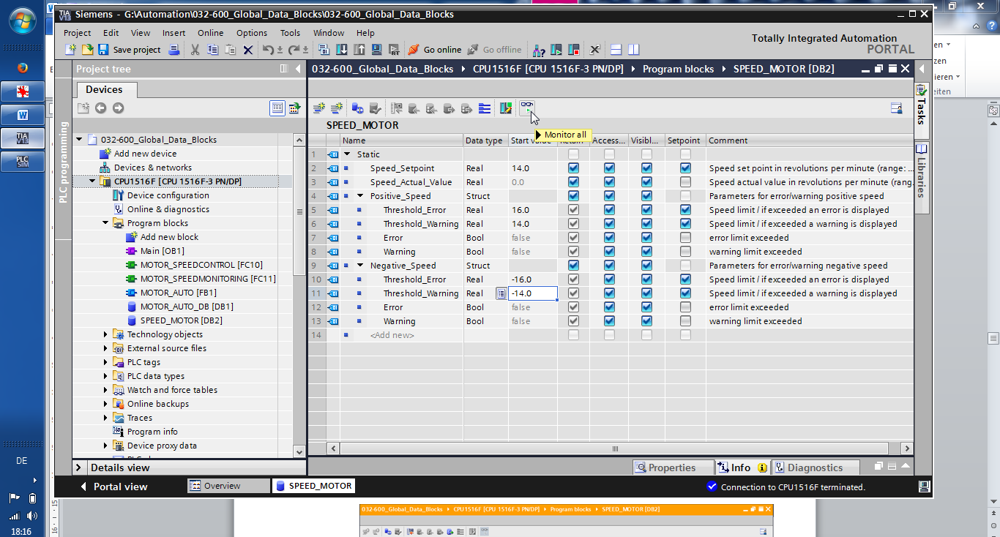 Siemens - G:\Automation\032-600_Global_Data_Blocks\032-600_Global_Data_Blocks
TIA V13
Project Edit View Insert Online Options Tools Window Help
Totally Integrated Automation
PORTAL
Save project
Go online
Go offline
Project tree
032-600_Global_Data_Blocks CPU1516F [CPU 1516F-3 PN/DP] Program blocks SPEED_MOTOR [DB2]
Devices
PLC programming
Tasks
Libraries
032-600_Global_Data_Blocks
Add new device
Devices & networks
CPU1516F [CPU 1516F-3 PN/DP]
Device configuration
Online & diagnostics
Program blocks
Add new block
Main [OB1]
MOTOR_SPEEDCONTROL [FC10]
MOTOR_SPEEDMONITORING [FC11]
MOTOR_AUTO [FB1]
MOTOR_AUTO_DB [DB1]
SPEED_MOTOR [DB2]
Technology objects
External source files
PLC tags
PLC data types
Watch and force tables
Online backups
Traces
Program info
Device proxy data
Details view
SPEED_MOTOR
Monitor all
Name Data type Start value Retain Access... Visibl... Setpoint Comment
1 Static
2 Speed_Setpoint Real 14.0 Speed set point in revolutions per minute (range: ...
3 Speed_Actual_Value Real 0.0 Speed actual value in revolutions per minute (rang
4 Positive_Speed Struct Parameters for error/warning positive speed
5 Threshold_Error Real 16.0 Speed limit / if exceeded an error is displayed
6 Threshold_Warning Real 14.0 Speed limit / if exceeded a warning is displayed
7 Error Bool false error limit exceeded
8 Warning Bool false warning limit exceeded
9 Negative_Speed Struct Parameters for error/warning negative speed
10 Threshold_Error Real -16.0 Speed limit / if exceeded an error is displayed
11 Threshold_Warning Real -14.0 Speed limit / if exceeded a warning is displayed
12 Error Bool false error limit exceeded
13 Warning Bool false warning limit exceeded
14 <Add new>
Properties Info Diagnostics
Portal view Overview SPEED_MOTOR Connection to CPU1516F terminated.
032-600_Global_Data_Blocks CPU1516F [CPU 1516F-3 PN/DP] Program blocks SPEED_MOTOR [DB2]
TIA V13
PLC SIM
DE
18:16